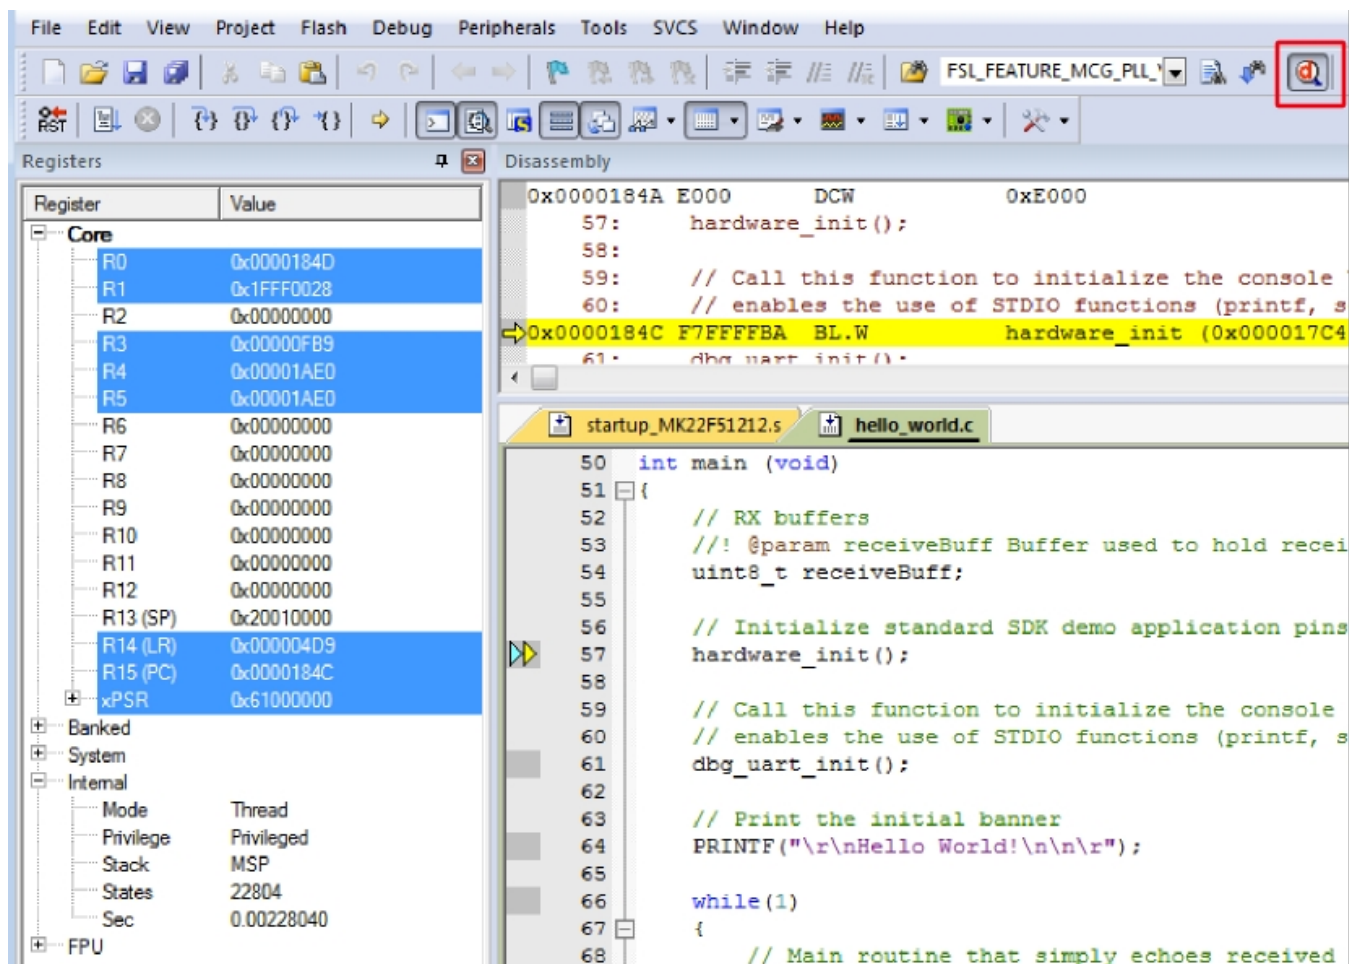 File Edit View Project Flash Debug Peripherals Tools SVCS Window Help
FSL_FEATURE_MCG_PLL_
RST
Registers
Register Value
Core
R0 0x0000184D
R1 0x1FFF0028
R2 0x00000000
R3 0x00000FB9
R4 0x00001AE0
R5 0x00001AE0
R6 0x00000000
R7 0x00000000
R8 0x00000000
R9 0x00000000
R10 0x00000000
R11 0x00000000
R12 0x00000000
R13 (SP) 0x20010000
R14 (LR) 0x000004D9
R15 (PC) 0x0000184C
xPSR 0x61000000
Banked
System
Internal
Mode Thread
Privilege Privileged
Stack MSP
States 22804
Sec 0.00228040
FPU
Disassembly
0x0000184A E000 DCW 0xE000
57: hardware_init();
58:
59: // Call this function to initialize the console
60: // enables the use of STDIO functions (printf, s
0x0000184C F7FFFFBA BL.W hardware_init (0x000017C4
61: dbg_uart_init();
startup_MK22F51212.s hello_world.c
50 int main (void)
51 {
52 // RX buffers
53 //! @param receiveBuff Buffer used to hold recei
54 uint8_t receiveBuff;
55
56 // Initialize standard SDK demo application pins
57 hardware_init();
58
59 // Call this function to initialize the console
60 // enables the use of STDIO functions (printf, s
61 dbg_uart_init();
62
63 // Print the initial banner
64 PRINTF("\r\nHello World!\n\n\r");
65
66 while(1)
67 {
68 // Main routine that simply echoes received